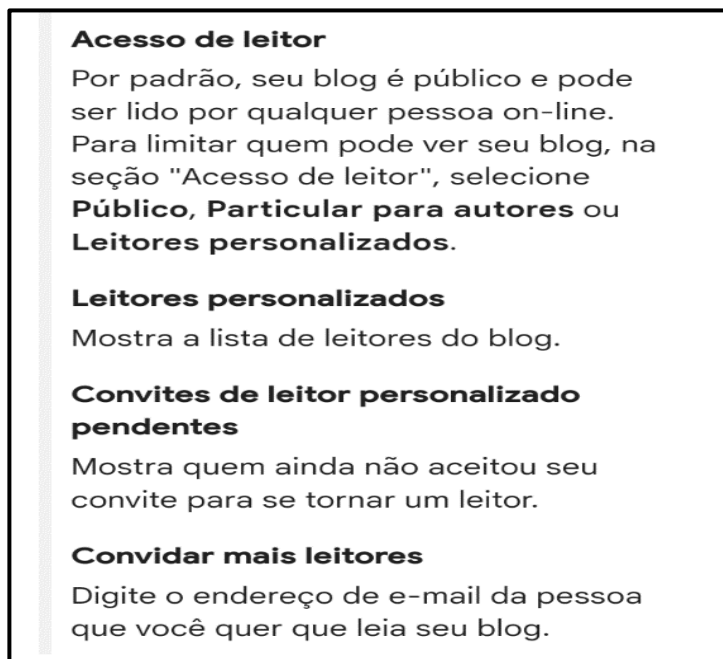 Acesso de leitor
Por padrão, seu blog é público e pode
ser lido por qualquer pessoa on-line.
Para limitar quem pode ver seu blog, na
seção "Acesso de leitor", selecione
Público, Particular para autores ou
Leitores personalizados.
Leitores personalizados
Mostra a lista de leitores do blog.
Convites de leitor personalizado
pendentes
Mostra quem ainda não aceitou seu
convite para se tornar um leitor.
Convidar mais leitores
Digite o endereço de e-mail da pessoa
que você quer que leia seu blog.